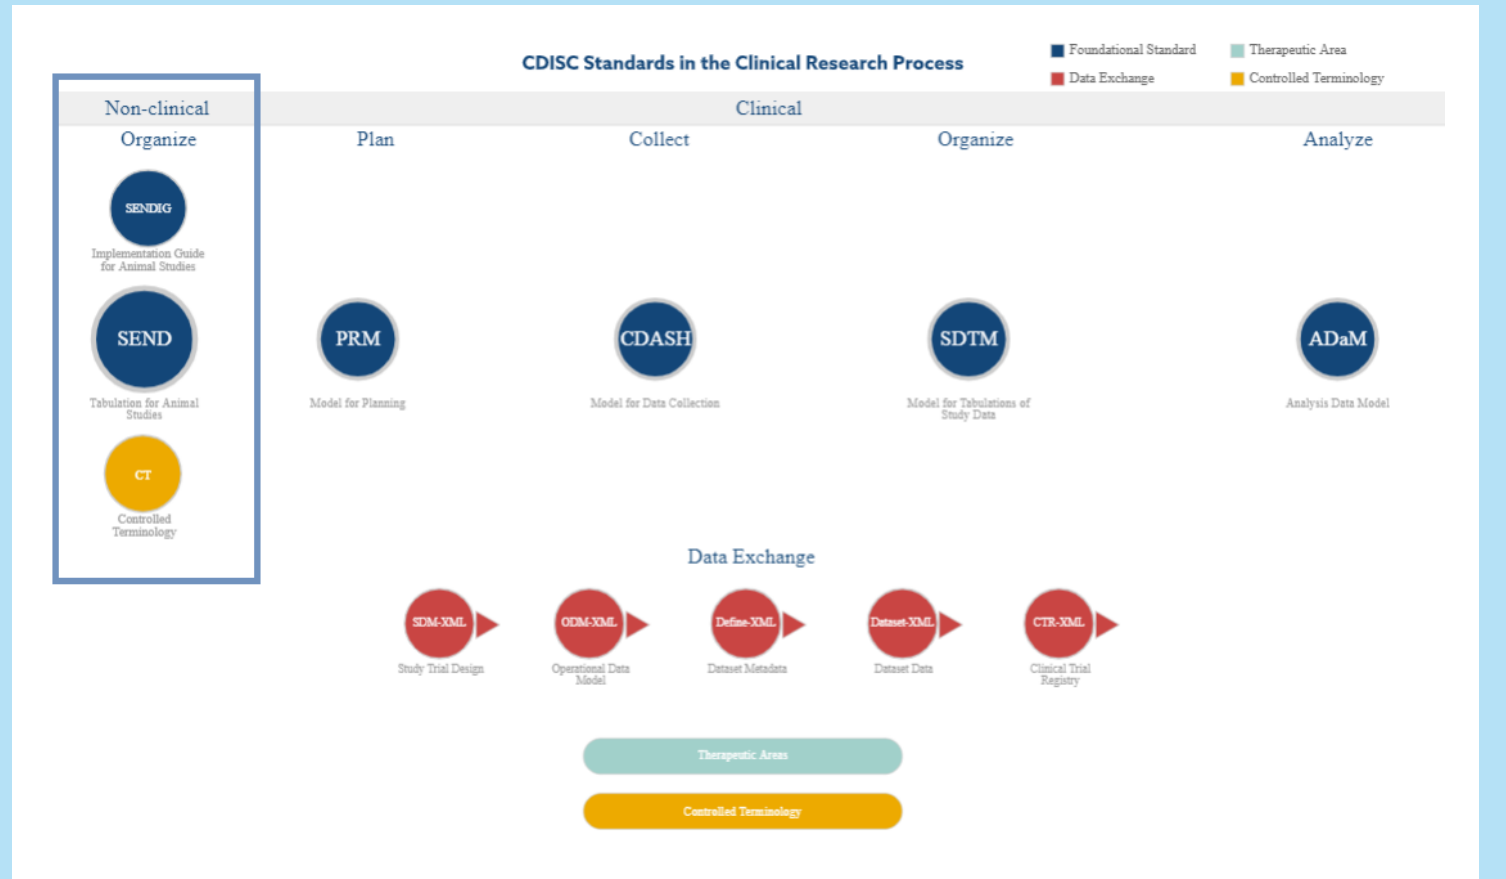 CDISC Standards in the Clinical Research Process
Foundational Standard
Therapeutic Area
Data Exchange
Controlled Terminology
Non-clinical
Clinical
Organize
Plan
Collect
Organize
Analyze
SENDIG
Implementation Guide
for Animal Studies
SEND
Tabulation for Animal
Studies
CT
Controlled
Terminology
PRM
Model for Planning
CDASH
Model for Data Collection
SDTM
Model for Tabulations of
Study Data
ADaM
Analysis Data Model
Data Exchange
SDM-XML
Study Trial Design
ODM-XML
Operational Data
Model
Define-XML
Dataset Metadata
Dataset-XML
Dataset Data
CTR-XML
Clinical Trial
Registry
Therapeutic Areas
Controlled Terminology